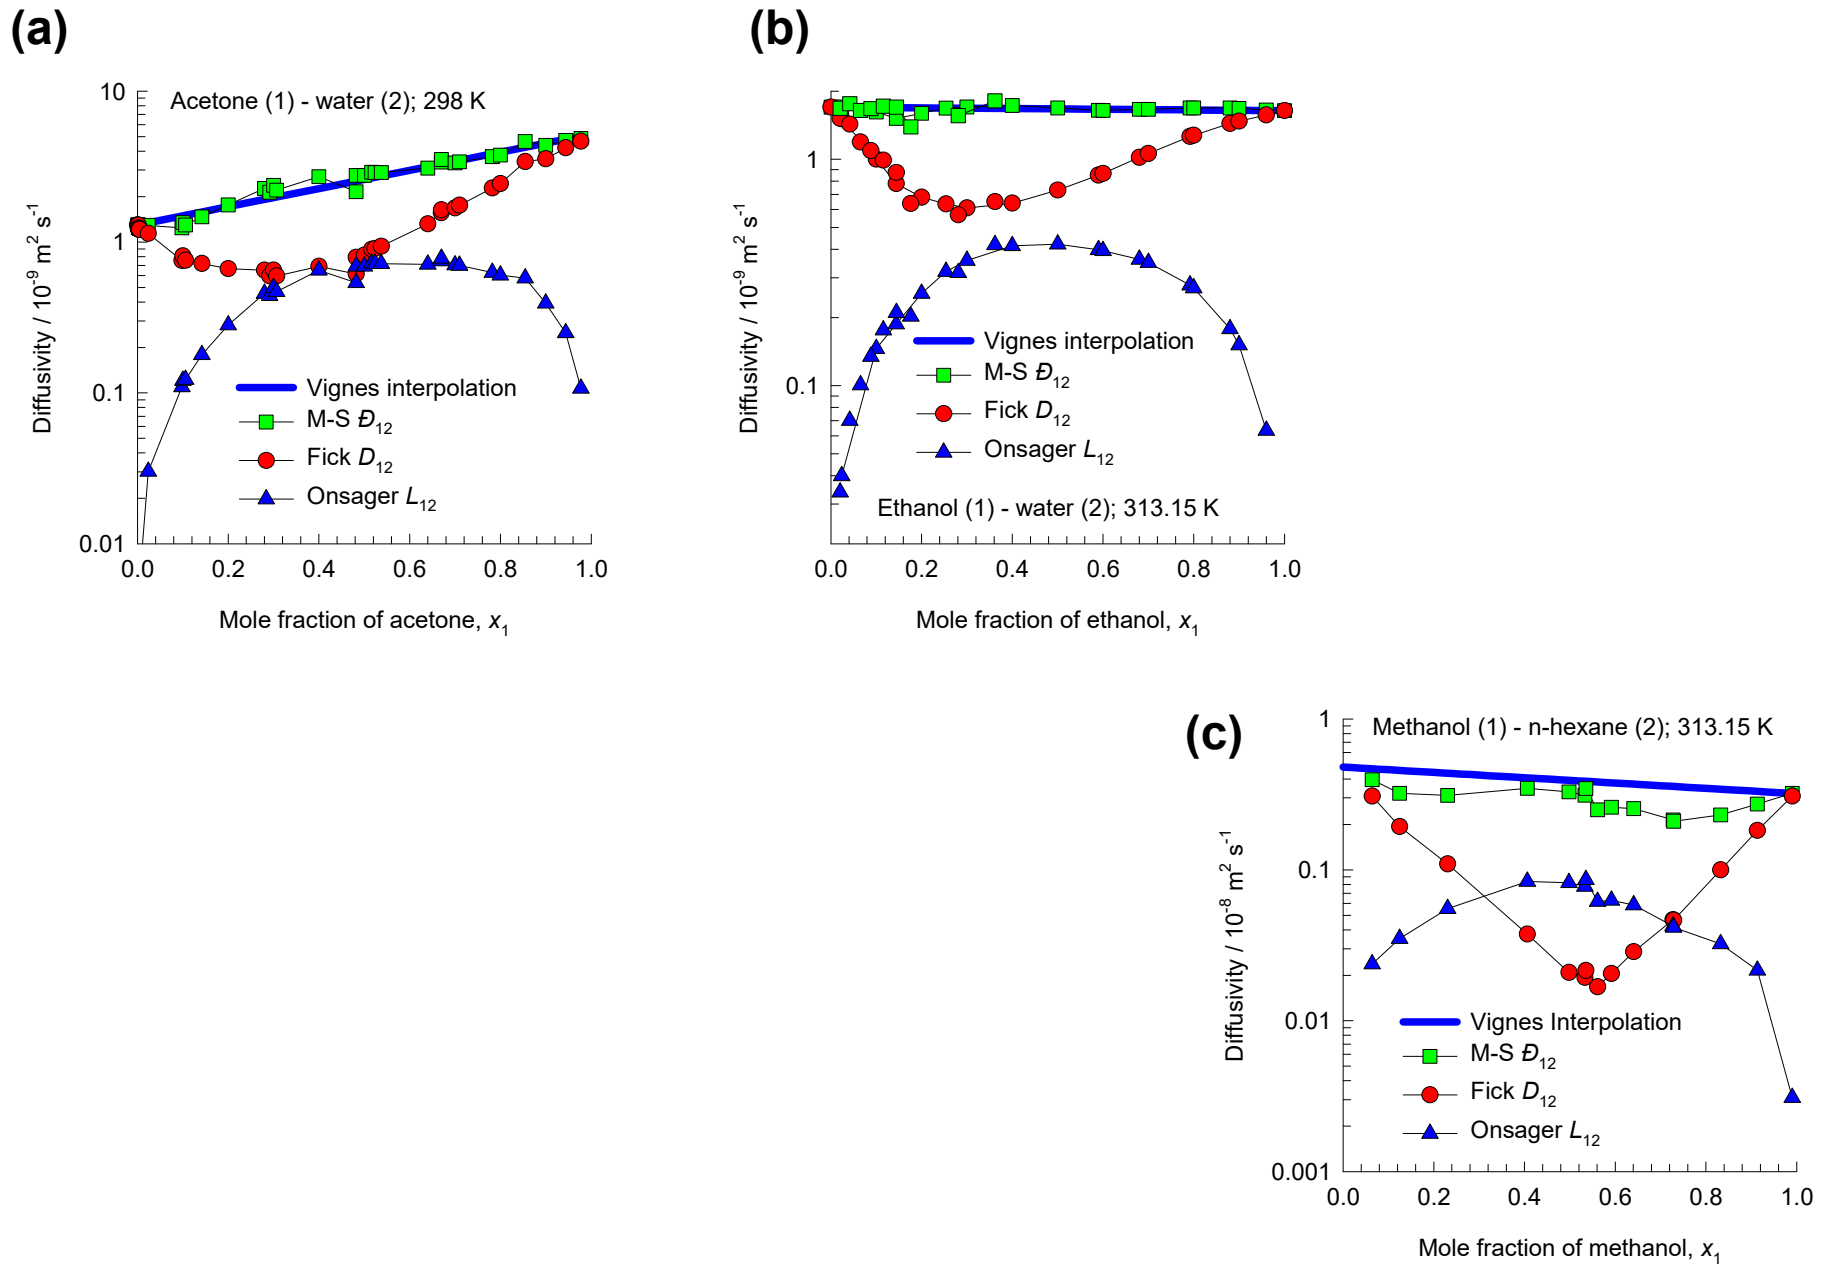 (a)
Acetone (1) - water (2); 298 K
10
1
0.1
0.01
Diffusivity / 10⁻⁹ m² s⁻¹
Vignes interpolation
M-S Đ₁₂
Fick D₁₂
Onsager L₁₂
0.0 0.2 0.4 0.6 0.8 1.0
Mole fraction of acetone, x₁
(b)
1
0.1
Diffusivity / 10⁻⁹ m² s⁻¹
Vignes interpolation
M-S Đ₁₂
Fick D₁₂
Onsager L₁₂
Ethanol (1) - water (2); 313.15 K
0.0 0.2 0.4 0.6 0.8 1.0
Mole fraction of ethanol, x₁
(c)
Methanol (1) - n-hexane (2); 313.15 K
1
0.1
0.01
0.001
Diffusivity / 10⁻⁸ m² s⁻¹
Vignes Interpolation
M-S Đ₁₂
Fick D₁₂
Onsager L₁₂
0.0 0.2 0.4 0.6 0.8 1.0
Mole fraction of methanol, x₁